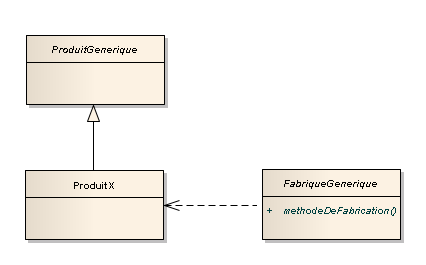 ProduitGenerique
ProduitX
FabriqueGenerique
+ methodeDeFabrication()